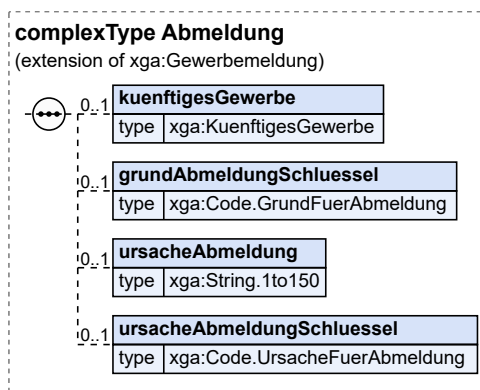 complexType Abmeldung
(extension of xga:Gewerbemeldung)
0..1 kuenftigesGewerbe
type xga:KuenftigesGewerbe
0..1 grundAbmeldungSchluessel
type xga:Code.GrundFuerAbmeldung
0..1 ursacheAbmeldung
type xga:String.1to150
0..1 ursacheAbmeldungSchluessel
type xga:Code.UrsacheFuerAbmeldung